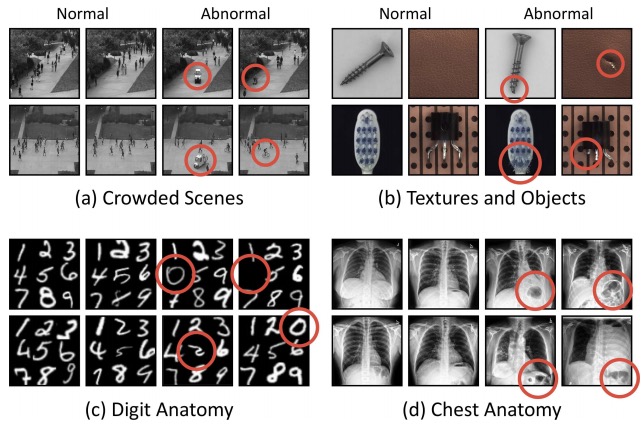 Normal
Abnormal
Normal
Abnormal
(a) Crowded Scenes
(b) Textures and Objects
1 2 3 1 2 3 1 2 3 1 2 3
4 5 6 4 5 6 0 5 5 6
7 8 9 7 8 9 7 8 9 7 8 9
1 2 3 1 2 3 1 2 3 1 2 0
4 5 6 4 5 6 4 2 6 4 5 6
7 8 9 7 8 9 7 8 9 7 8 9
(c) Digit Anatomy
(d) Chest Anatomy